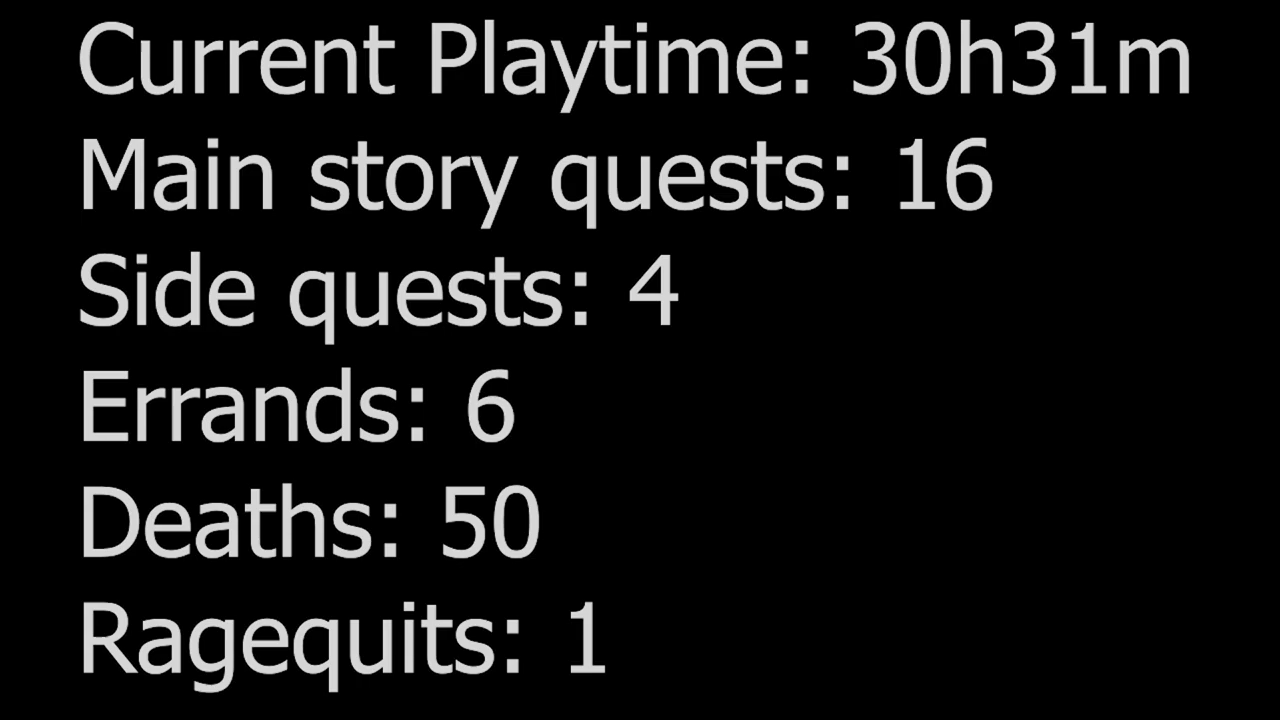 Current Playtime: 30h31m
Main story quests: 16
Side quests: 4
Errands: 6
Deaths: 50
Ragequits: 1